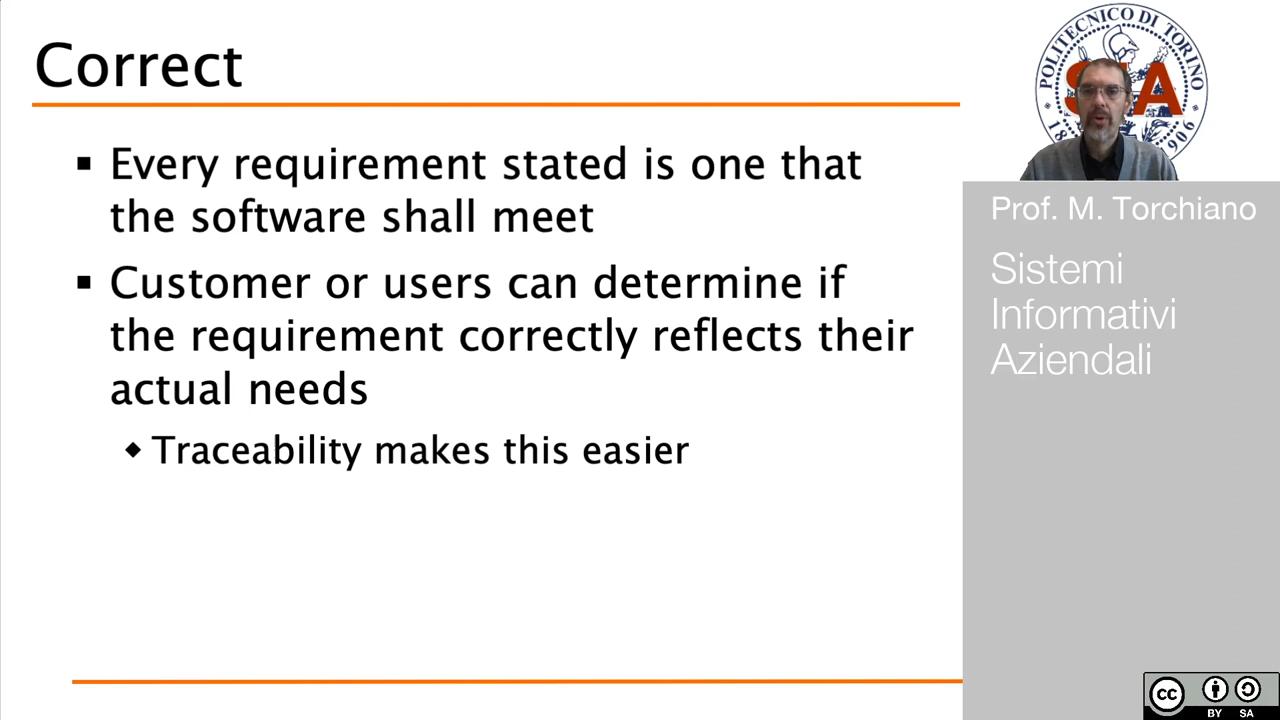 Correct
▪ Every requirement stated is one that
the software shall meet
▪ Customer or users can determine if
the requirement correctly reflects their
actual needs
◆ Traceability makes this easier
POLITECNICO DI TORINO
Prof. M. Torchiano
Sistemi
Informativi
Aziendali
cc
BY SA